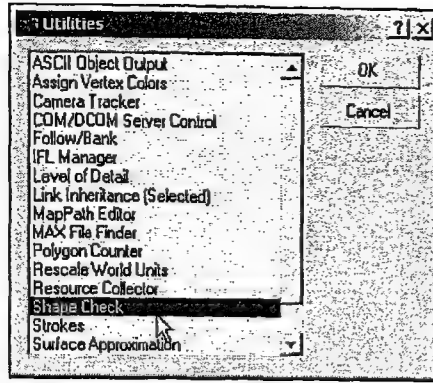 Utilities
ASCII Object Output
Assign Vertex Colors
Camera Tracker
COM/DCOM Server Control
Follow/Bank
IFL Manager
Level of Detail
Link Inheritance (Selected)
MapPath Editor
MAX File Finder
Polygon Counter
Rescale World Units
Resource Collector
Shape Check
Strokes
Surface Approximation
OK
Cancel